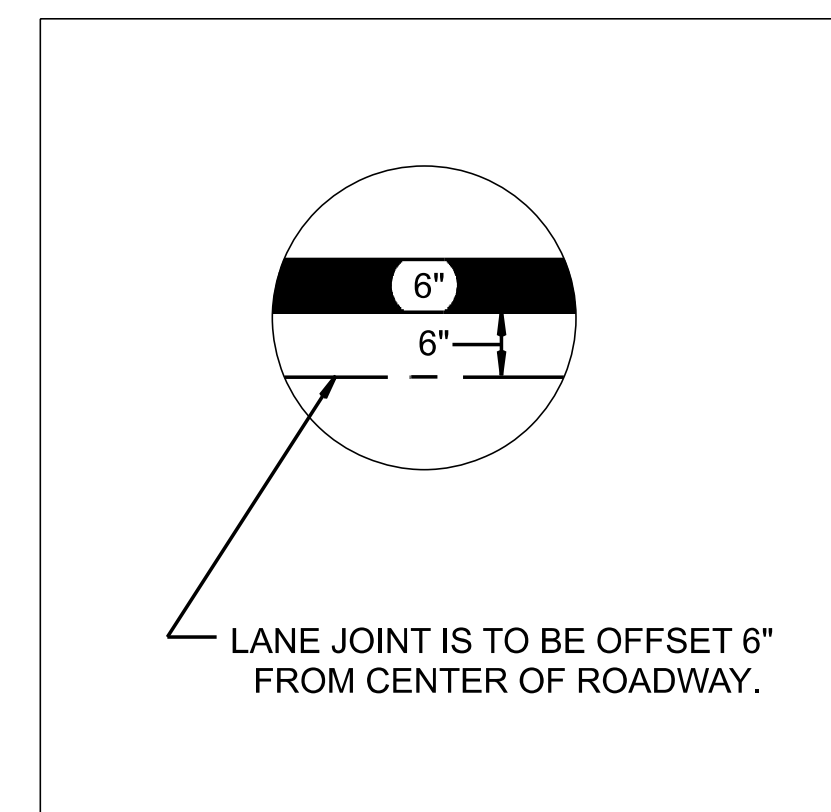 6"
6"
LANE JOINT IS TO BE OFFSET 6"
FROM CENTER OF ROADWAY.